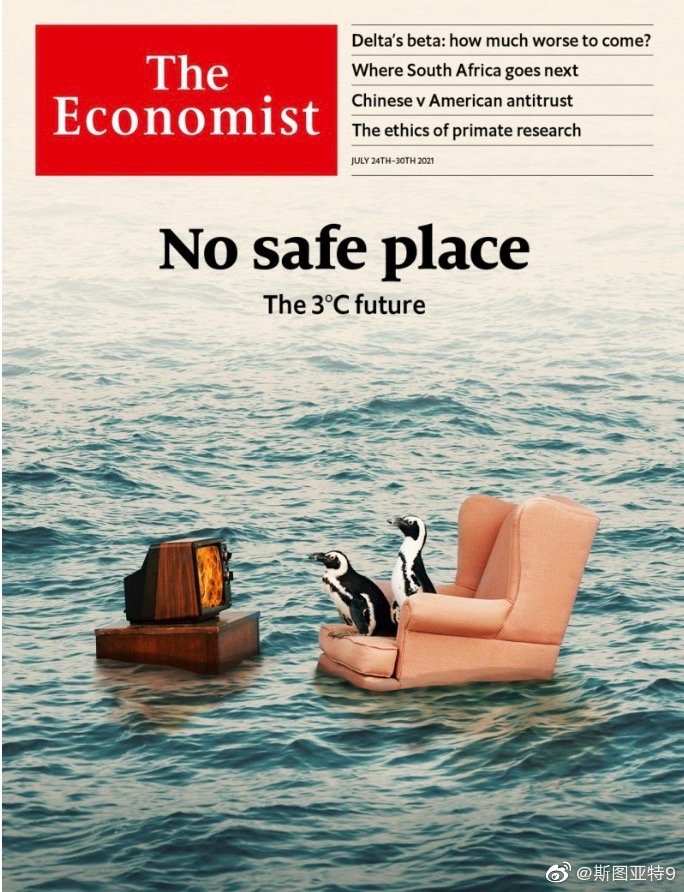 The
Economist
Delta's beta: how much worse to come?
Where South Africa goes next
Chinese v American antitrust
The ethics of primate research
JULY 24TH–30TH 2021
No safe place
The 3°C future
@斯图亚特9